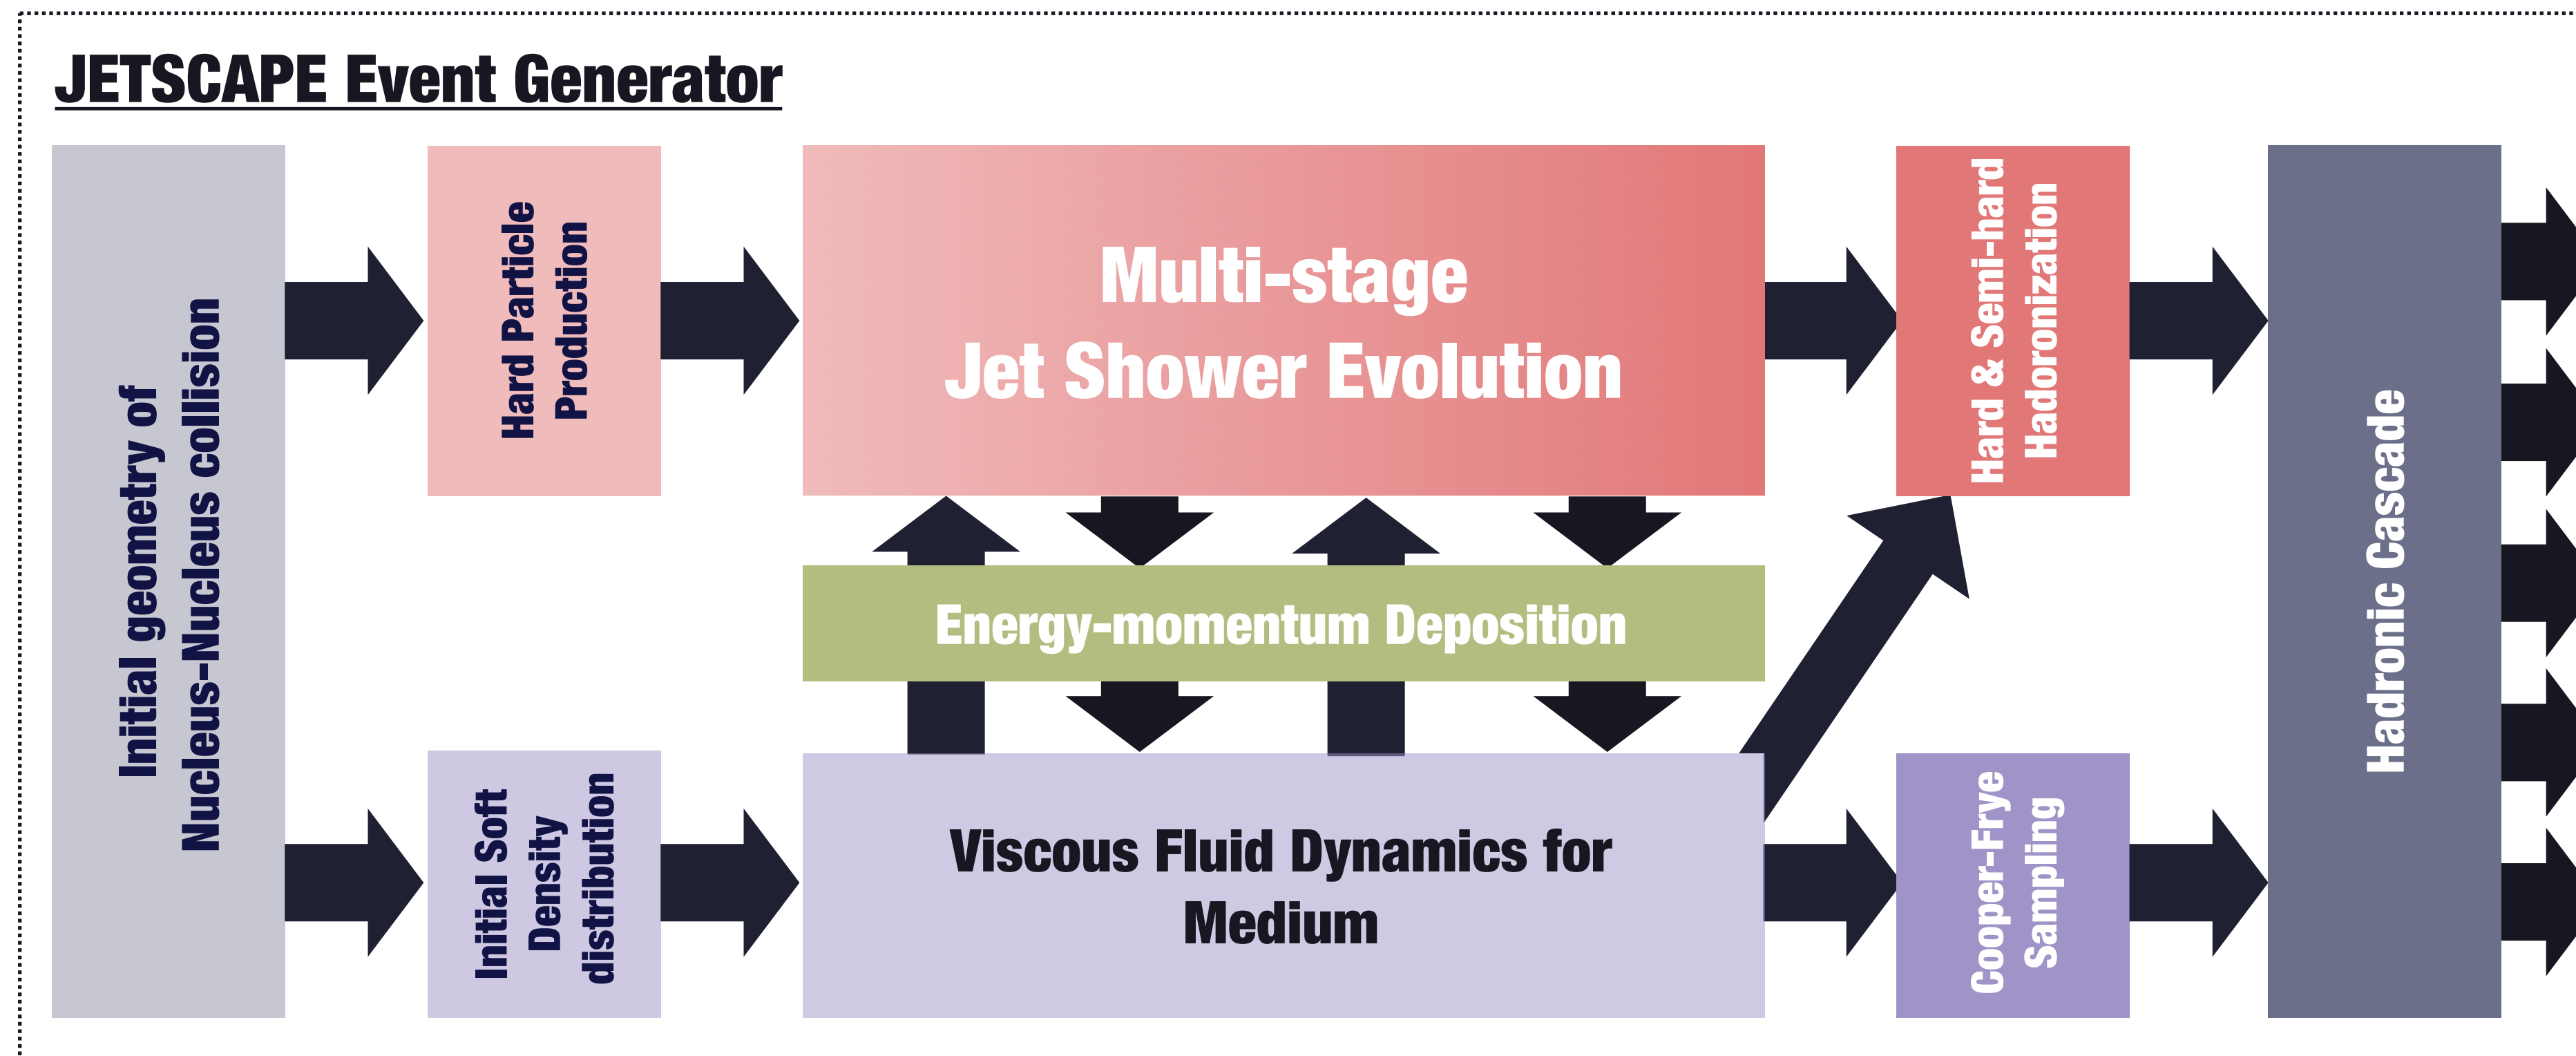 JETSCAPE Event Generator
Initial geometry of
Nucleus-Nucleus collision
Hard Particle
Production
Multi-stage
Jet Shower Evolution
Hard & Semi-hard
Hadoronization
Energy-momentum Deposition
Initial Soft
Density
distribution
Viscous Fluid Dynamics for
Medium
Cooper-Frye
Sampling
Hadronic Cascade